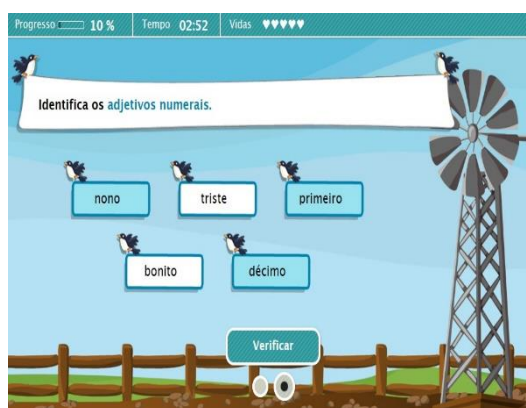 Progresso 10 % Tempo 02:52 Vidas
Identifica os adjetivos numerais.
nono triste primeiro
bonito décimo
Verificar